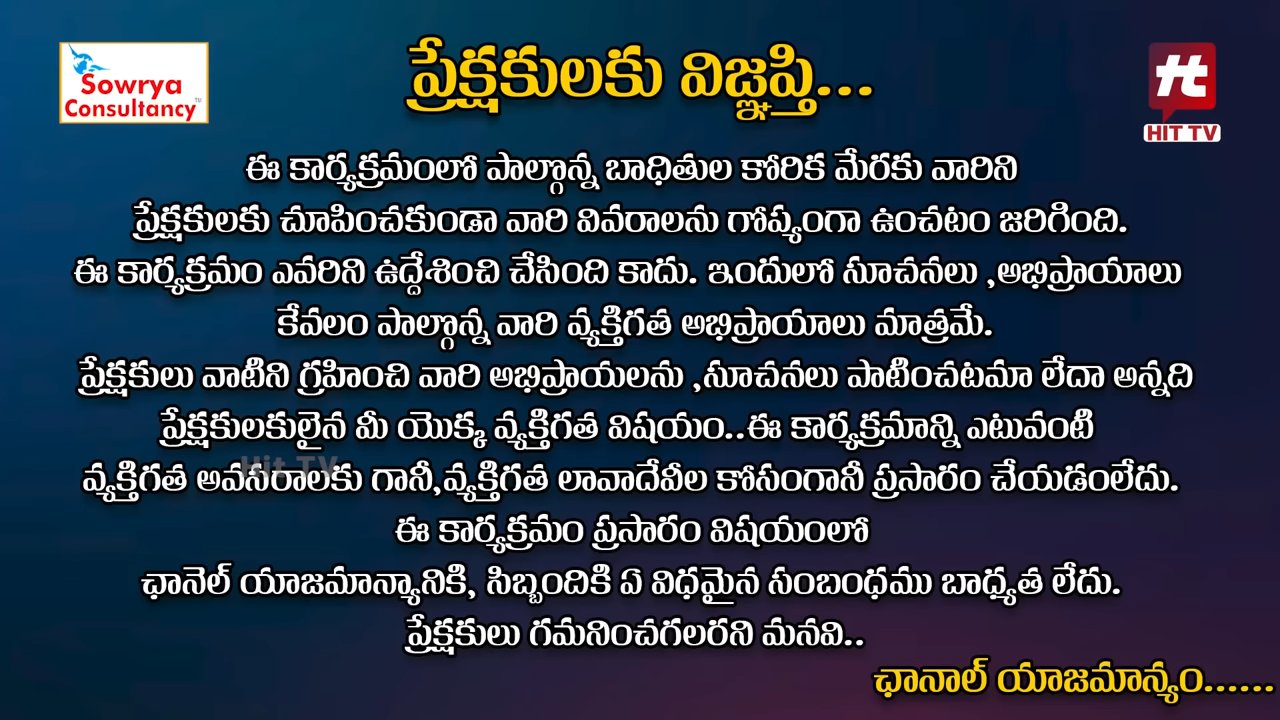 Sowrya
Consultancy
TM
ప్రేక్షకులకు విజ్ఞప్తి...
HIT TV
ఈ కార్యక్రమంలో పాల్గొన్న బాధితుల కోరిక మేరకు వారిని
ప్రేక్షకులకు చూపించకుండా వారి వివరాలను గోప్యంగా ఉంచటం జరిగింది.
ఈ కార్యక్రమం ఎవరిని ఉద్దేశించి చేసింది కాదు. ఇందులో సూచనలు ,అభిప్రాయాలు
కేవలం పాల్గొన్న వారి వ్యక్తిగత అభిప్రాయాలు మాత్రమే.
ప్రేక్షకులు వాటిని గ్రహించి వారి అభిప్రాయలను ,సూచనలు పాటించటమా లేదా అన్నది
ప్రేక్షకులకులైన మీ యొక్క వ్యక్తిగత విషయం..ఈ కార్యక్రమాన్ని ఎటువంటి
Hit TV
వ్యక్తిగత అవసరాలకు గానీ,వ్యక్తిగత లావాదేవీల కోసంగానీ ప్రసారం చేయడంలేదు.
ఈ కార్యక్రమం ప్రసారం విషయంలో
ఛానెల్ యాజమాన్యానికి, సిబ్బందికి ఏ విధమైన సంబంధము బాధ్యత లేదు.
ప్రేక్షకులు గమనించగలరని మనవి..
ఛానాల్ యాజమాన్యం......